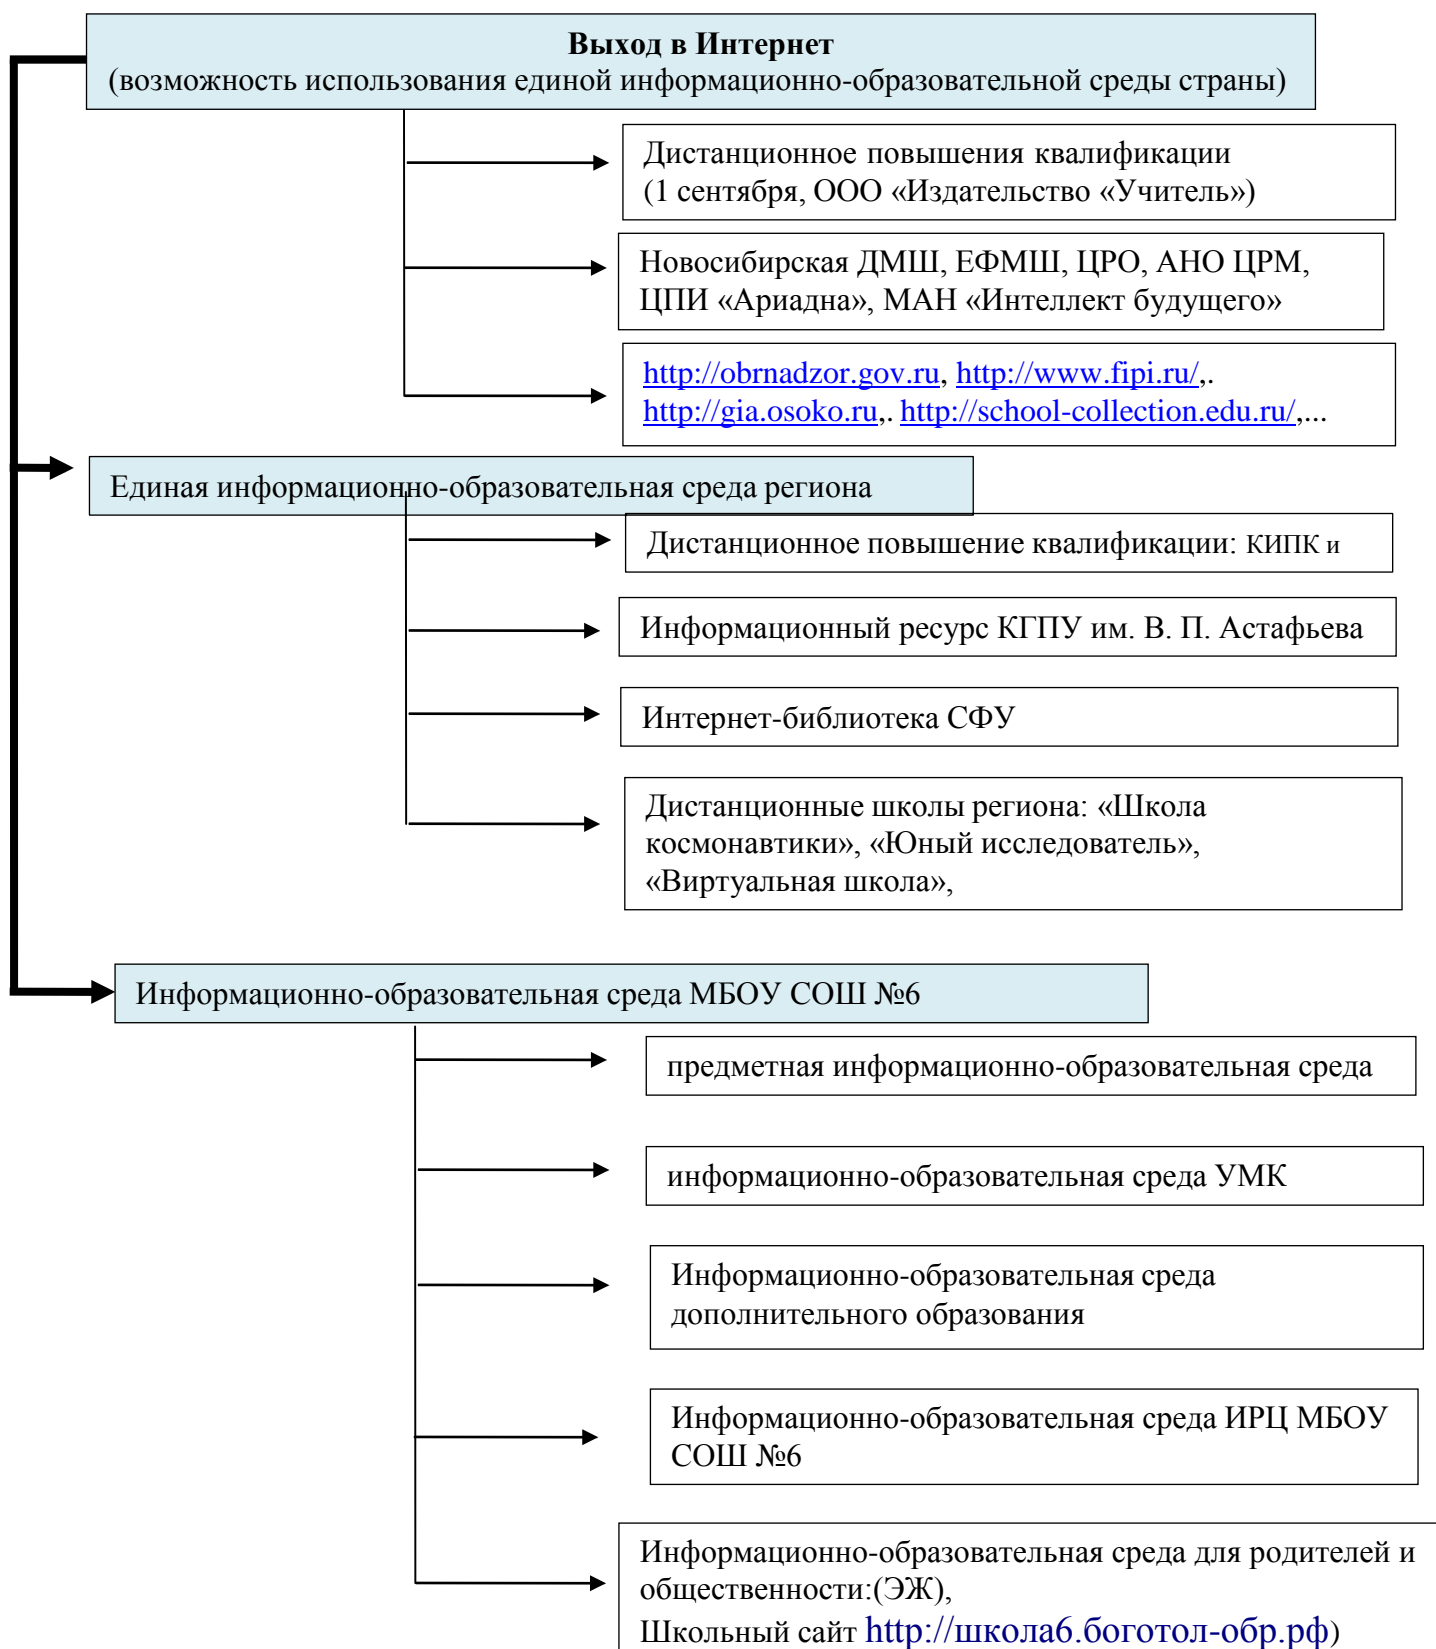 Выход в Интернет
(возможность использования единой информационно-образовательной среды страны)
Дистанционное повышения квалификации
(1 сентября, ООО «Издательство «Учитель»)
Новосибирская ДМШ, ЕФМШ, ЦРО, АНО ЦРМ,
ЦПИ «Ариадна», МАН «Интеллект будущего»
http://obrnadzor.gov.ru, http://www.fipi.ru/,.
http://gia.osoko.ru,. http://school-collection.edu.ru/,...
Единая информационно-образовательная среда региона
Дистанционное повышение квалификации: КИПК и
Информационный ресурс КГПУ им. В. П. Астафьева
Интернет-библиотека СФУ
Дистанционные школы региона: «Школа
космонавтики», «Юный исследователь»,
«Виртуальная школа»,
Информационно-образовательная среда МБОУ СОШ №6
предметная информационно-образовательная среда
информационно-образовательная среда УМК
Информационно-образовательная среда
дополнительного образования
Информационно-образовательная среда ИРЦ МБОУ
СОШ №6
Информационно-образовательная среда для родителей и
общественности:(ЭЖ),
Школьный сайт http://школа6.боготол-обр.рф)